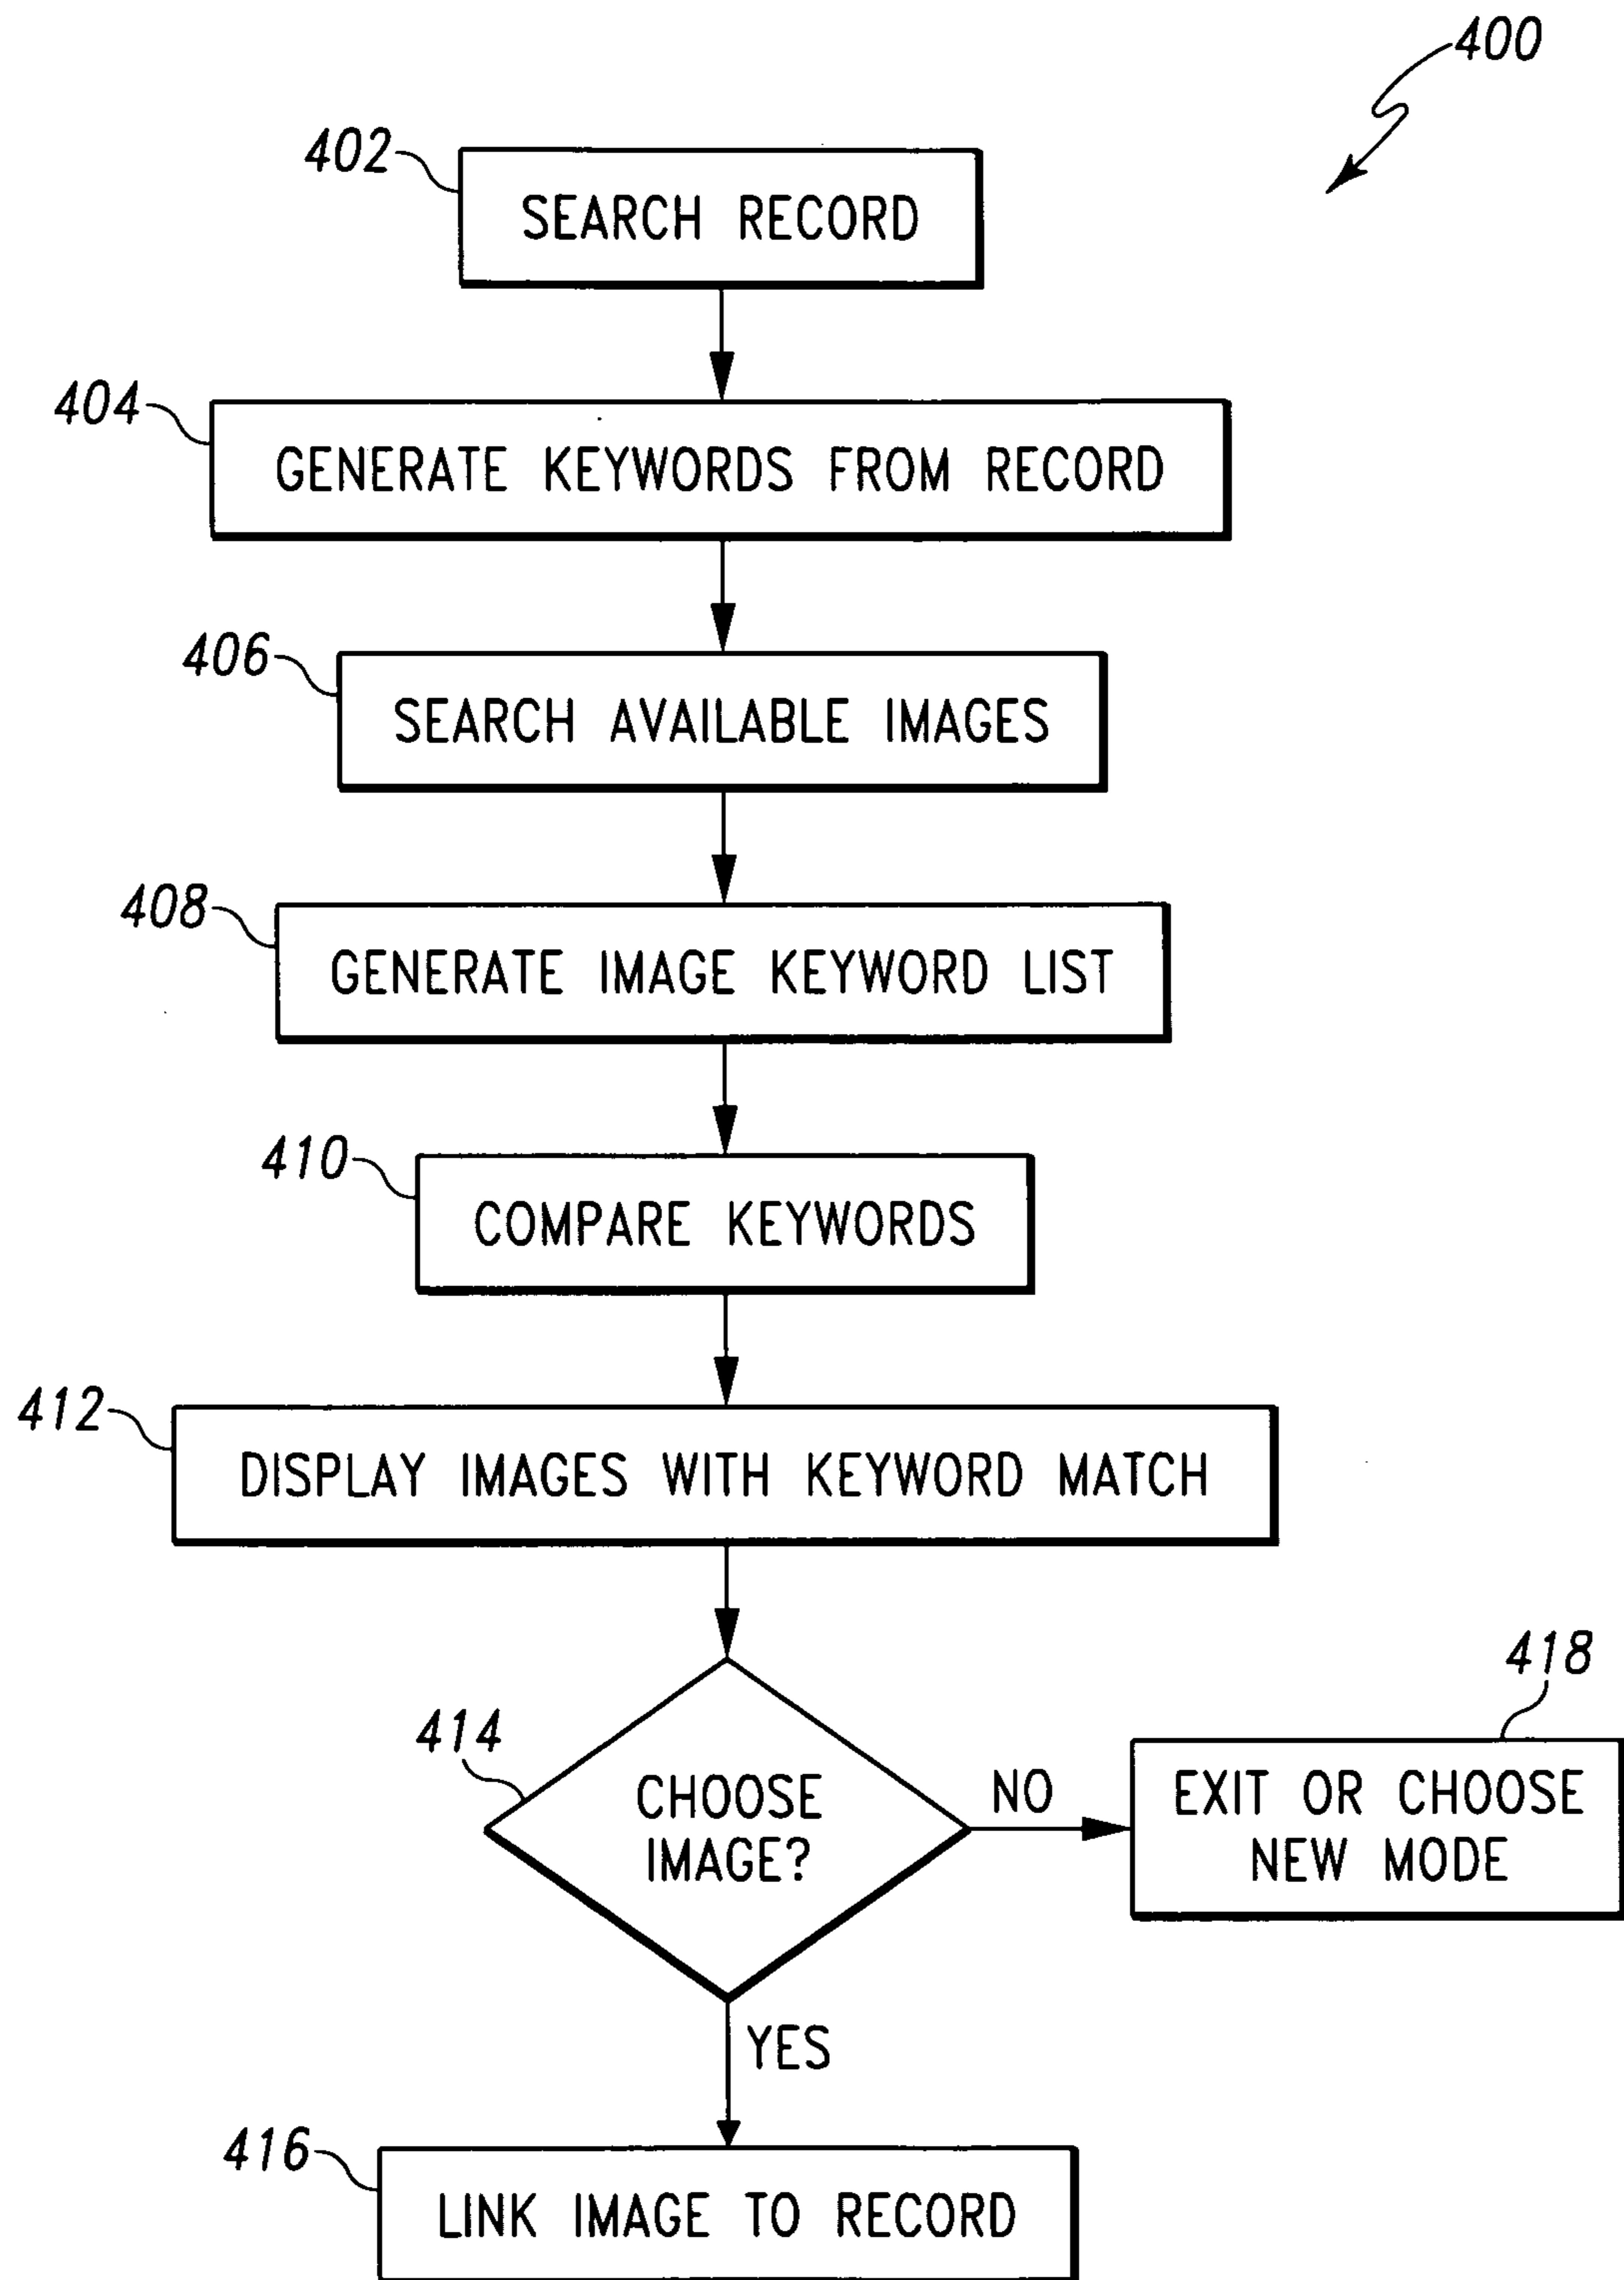 400
402
SEARCH RECORD
404
GENERATE KEYWORDS FROM RECORD
406
SEARCH AVAILABLE IMAGES
408
GENERATE IMAGE KEYWORD LIST
410
COMPARE KEYWORDS
412
DISPLAY IMAGES WITH KEYWORD MATCH
414
CHOOSE
IMAGE?
NO
418
EXIT OR CHOOSE
NEW MODE
YES
416
LINK IMAGE TO RECORD